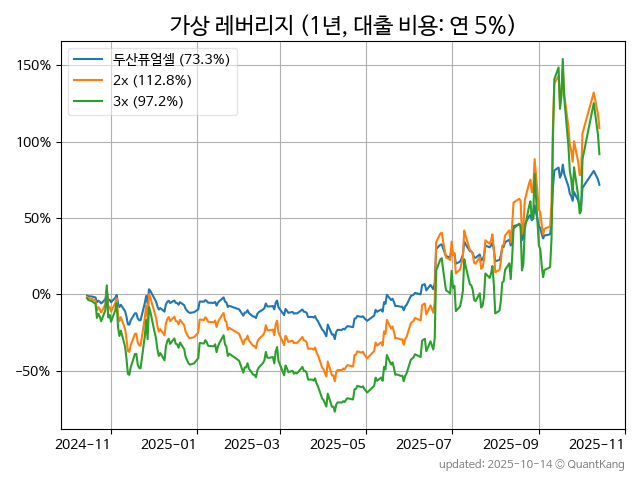 가상 레버리지 (1년, 대출 비용: 연 5%)
두산퓨얼셀 (73.3%)
2x (112.8%)
3x (97.2%)
150%
100%
50%
0%
−50%
2024-11
2025-01
2025-03
2025-05
2025-07
2025-09
2025-11
updated: 2025-10-14 © QuantKang